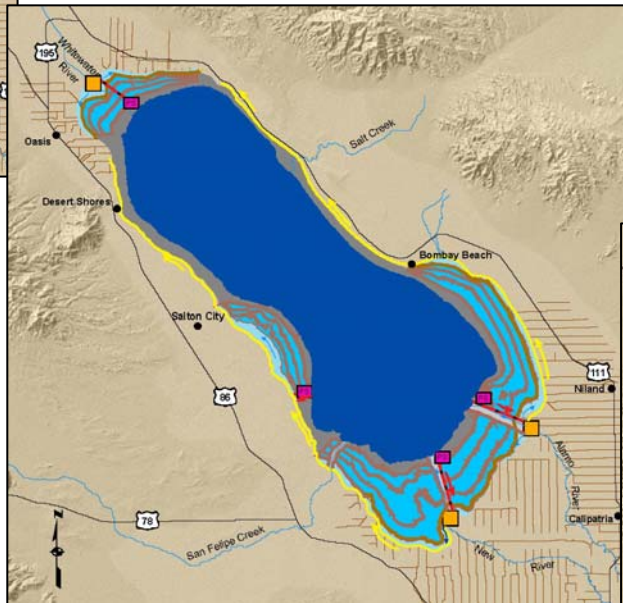 195
Whitewater
River
Oasis
Salt Creek
Desert Shores
Bombay Beach
Salton City
111
Niland
86
Alamo
River
Calipatria
78
San Felipe Creek
New
River
N